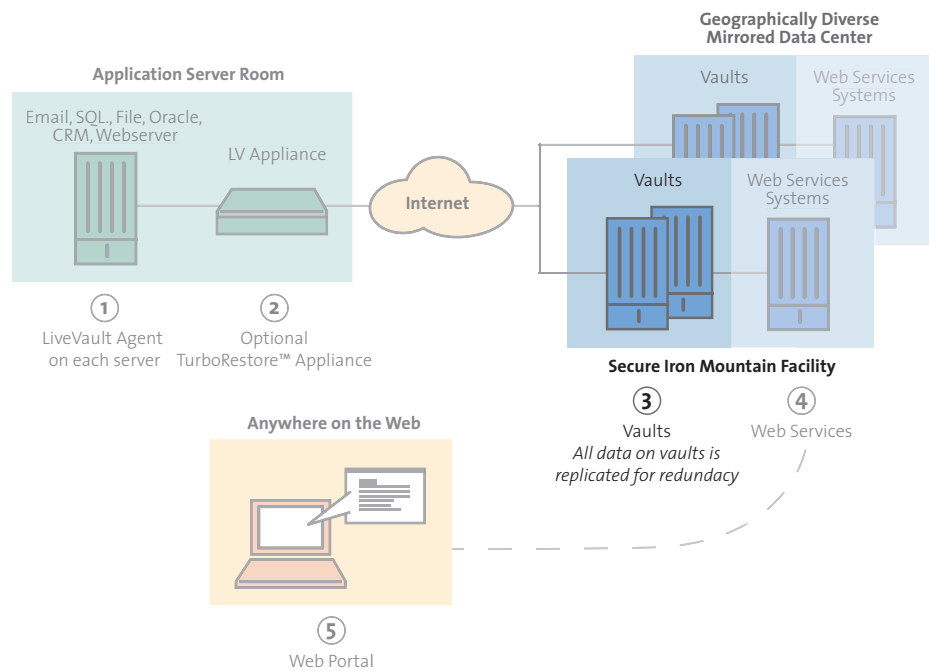 Geographically Diverse
Mirrored Data Center
Application Server Room
Vaults
Web Services
Systems
Email, SQL., File, Oracle,
CRM, Webserver
LV Appliance
Internet
Vaults
Web Services
Systems
1
LiveVault Agent
on each server
2
Optional
TurboRestore™ Appliance
Secure Iron Mountain Facility
3
Vaults
All data on vaults is
replicated for redundacy
4
Web Services
Anywhere on the Web
5
Web Portal